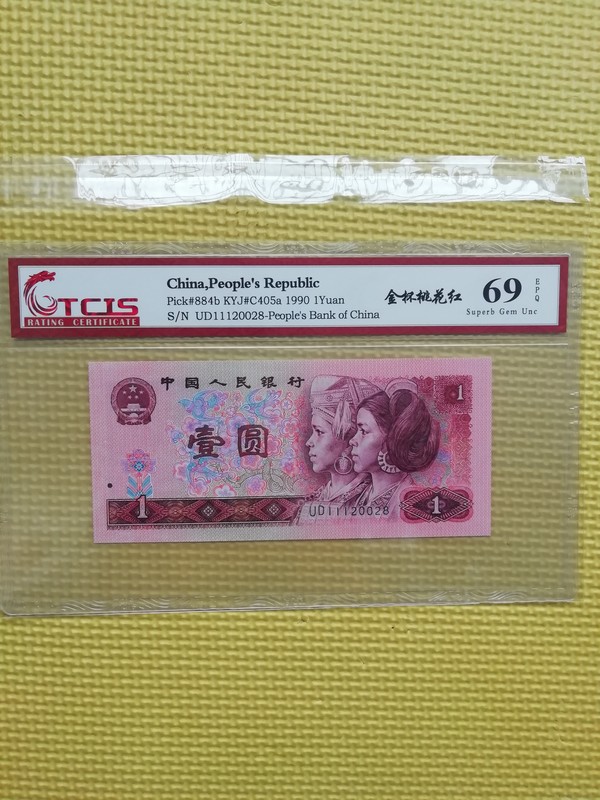 TCIS
RATING CERTIFICATE
China,People's Republic
Pick#884b KYJ#C405a 1990 1Yuan
S/N UD11120028-People's Bank of China
金杯桃花红
69
EPQ
Superb Gem Unc
中国人民银行
1
壹圆
1
1
UD11120028